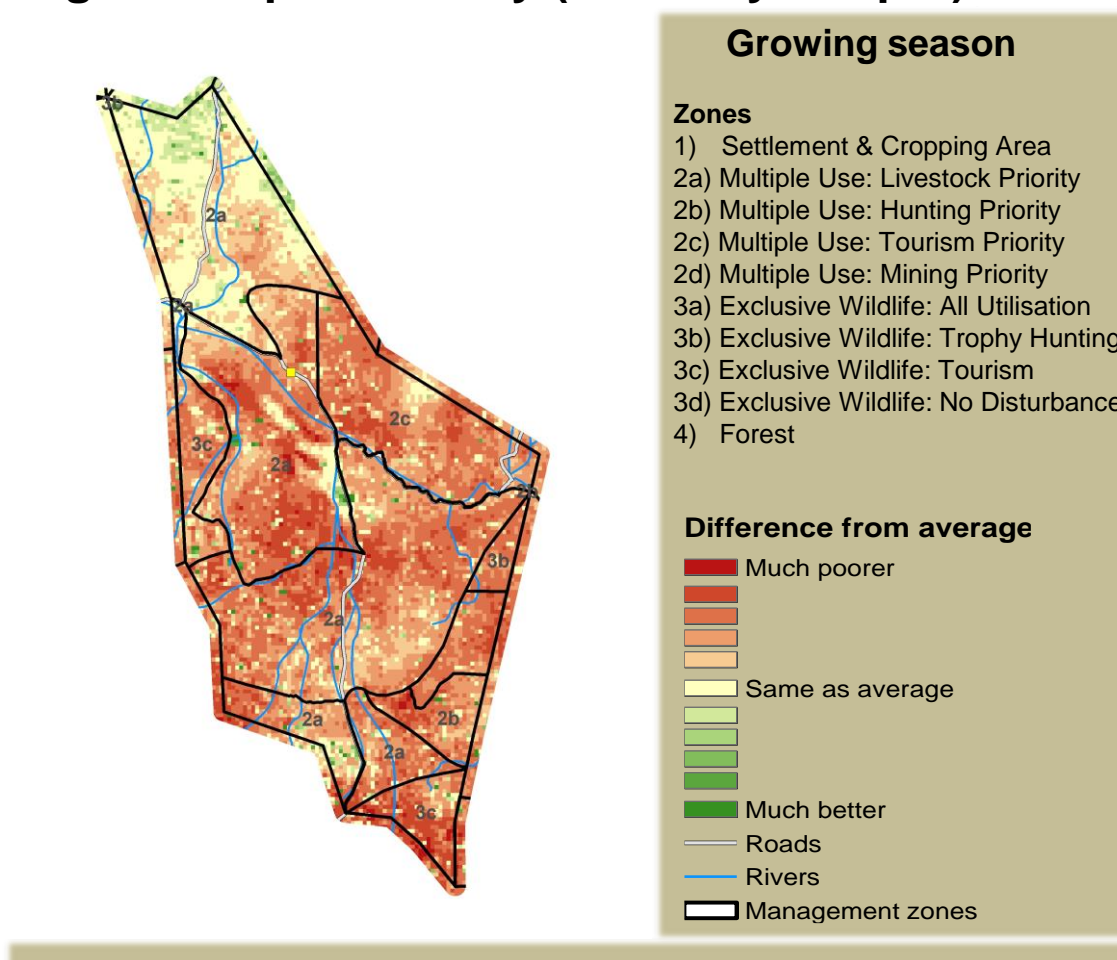 Growing season
Zones
1) Settlement & Cropping Area
2a) Multiple Use: Livestock Priority
2b) Multiple Use: Hunting Priority
2c) Multiple Use: Tourism Priority
2d) Multiple Use: Mining Priority
3a) Exclusive Wildlife: All Utilisation
3b) Exclusive Wildlife: Trophy Hunting
3c) Exclusive Wildlife: Tourism
3d) Exclusive Wildlife: No Disturbance
4) Forest
Difference from average
Much poorer
Same as average
Much better
Roads
Rivers
Management zones
3b
2a
2a
2c
3c
2a
3b
2a
2a
2b
2a
3c